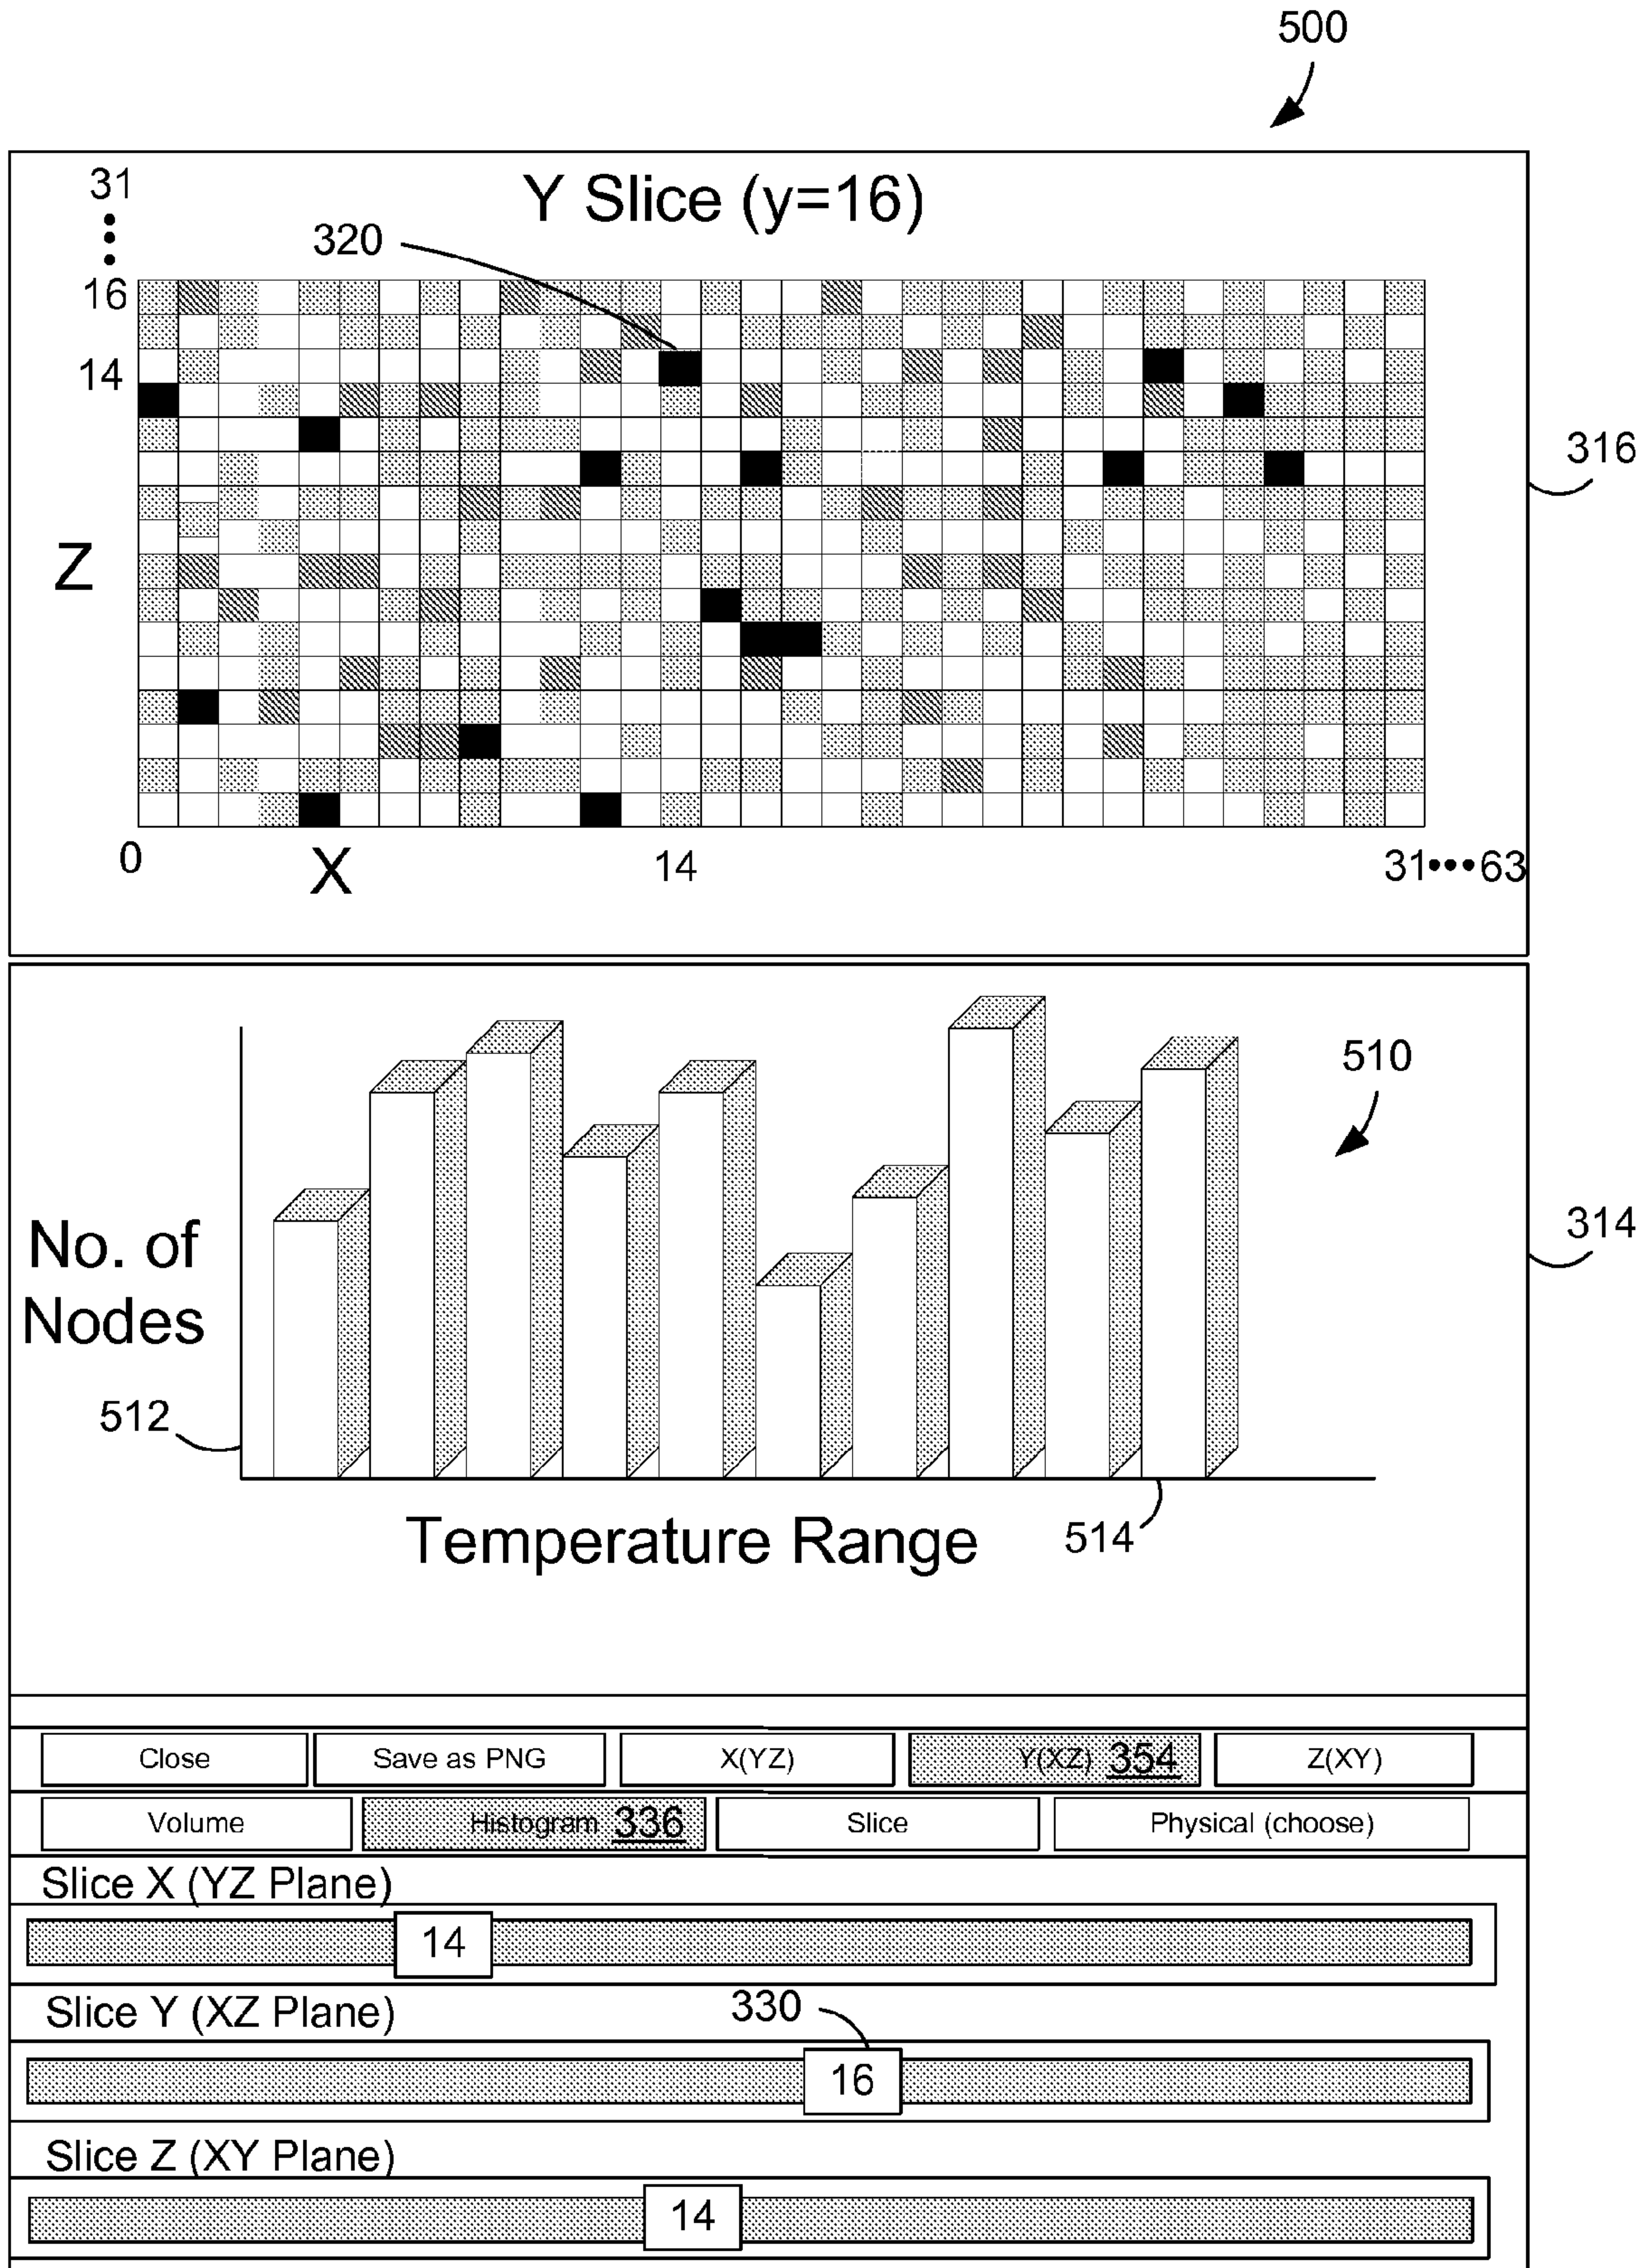 500
31
Y Slice (y=16)
320
16
14
316
Z
0
X
14
31•••63
510
No. of
Nodes
314
512
Temperature Range
514
Close
Save as PNG
X(YZ)
Y(XZ) 354
Z(XY)
Volume
Histogram 336
Slice
Physical (choose)
Slice X (YZ Plane)
14
Slice Y (XZ Plane)
330
16
Slice Z (XY Plane)
14